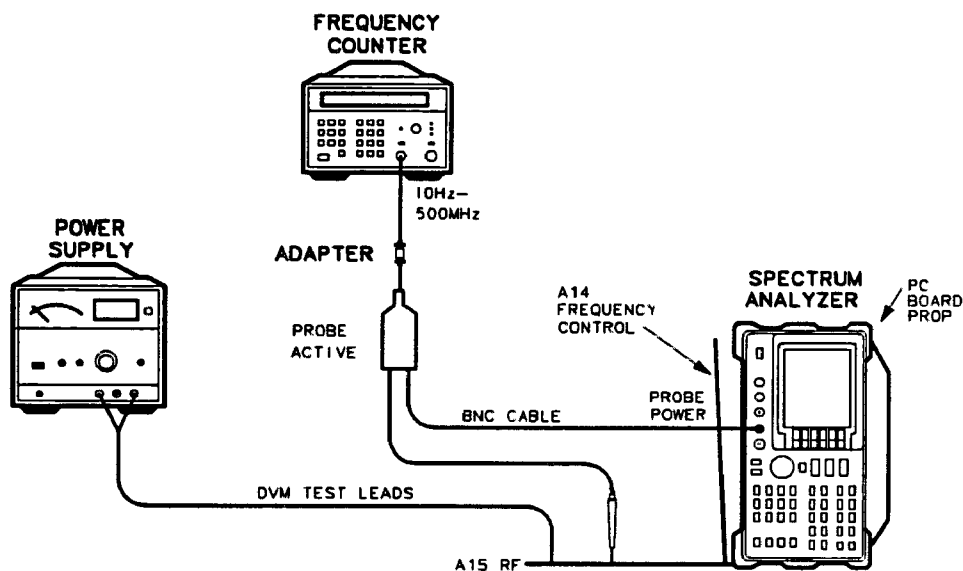 FREQUENCY
COUNTER
10Hz–
500MHz
POWER
SUPPLY
ADAPTER
PROBE
ACTIVE
A14
FREQUENCY
CONTROL
SPECTRUM
ANALYZER
PC
BOARD
PROP
PROBE
POWER
BNC CABLE
DVM TEST LEADS
A15 RF